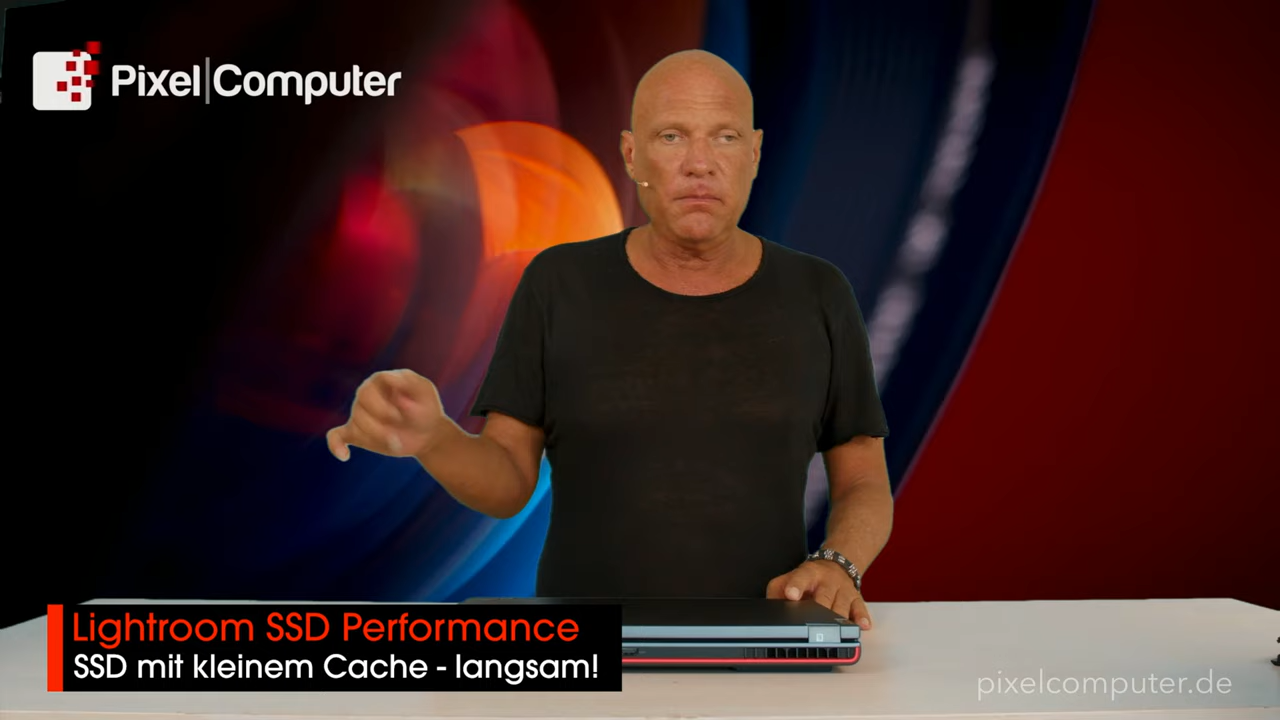 Pixel|Computer
Lightroom SSD Performance
SSD mit kleinem Cache - langsam!
pixelcomputer.de